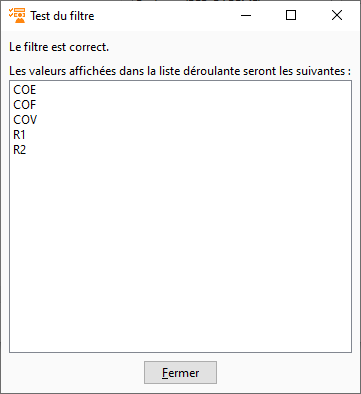 Test du filtre
Le filtre est correct.
Les valeurs affichées dans la liste déroulante seront les suivantes :
COE
COF
COV
R1
R2
Fermer